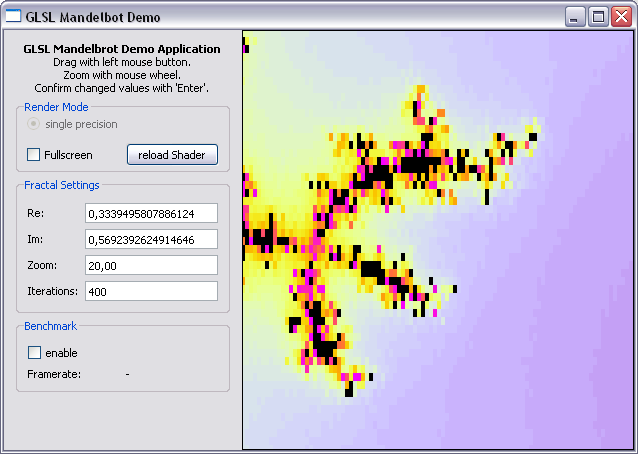 GLSL Mandelbot Demo
GLSL Mandelbrot Demo Application
Drag with left mouse button.
Zoom with mouse wheel.
Confirm changed values with 'Enter'.
Render Mode
single precision
Fullscreen
reload Shader
Fractal Settings
Re: 0,3339495807886124
Im: 0,5692392624914646
Zoom: 20,00
Iterations: 400
Benchmark
enable
Framerate: -